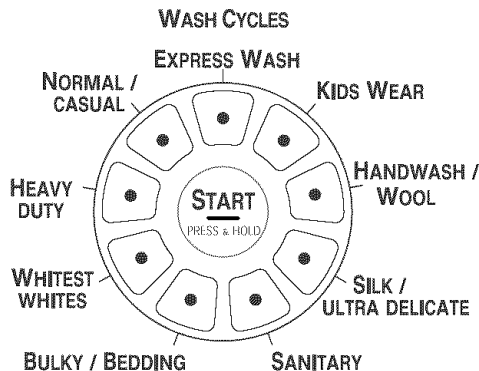 WASH CYCLES
EXPRESS WASH
NORMAL /
CASUAL
KIDS WEAR
HANDWASH /
WOOL
HEAVY
DUTY
START
PRESS & HOLD
WHITEST
WHITES
SILK /
ULTRA DELICATE
BULKY / BEDDING
SANITARY